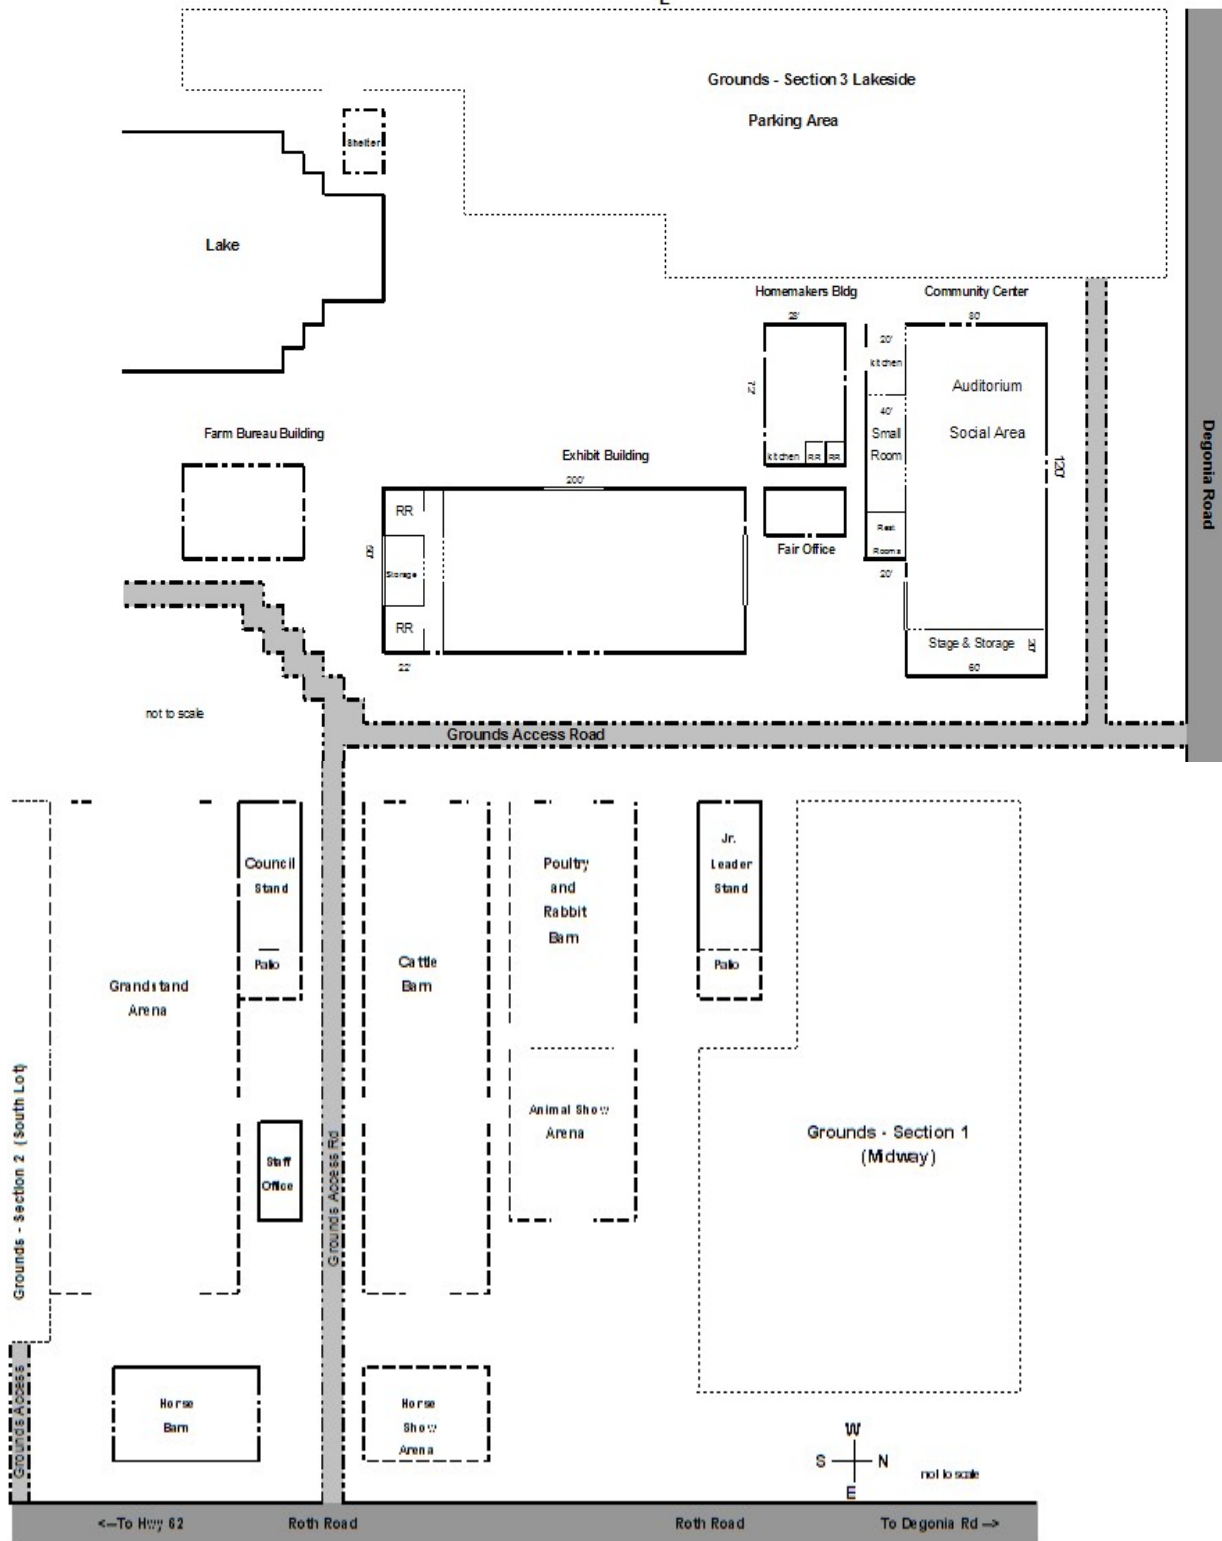 Grounds - Section 3 Lakeside
Parking Area
Shelter
Lake
Homemakers Bldg
Community Center
28'
80'
20'
kitchen
72'
Auditorium
40'
Small
Room
Social Area
Farm Bureau Building
Exhibit Building
kitchen RR RR
120'
Degonia Road
200'
RR
Rest
Rooms
Fair Office
Storage
20'
RR
Stage & Storage
22'
60'
not to scale
Grounds Access Road
Council
Stand
Patio
Grandstand
Arena
Cattle
Barn
Poultry
and
Rabbit
Barn
Jr.
Leader
Stand
Patio
Grounds - Section 2 (South Lot)
Animal Show
Arena
Grounds - Section 1
(Midway)
Staff
Office
Grounds Access Rd
Grounds Access
Horse
Barn
Horse
Show
Arena
W
S N
E
not to scale
<--To Hwy 62
Roth Road
Roth Road
To Degonia Rd -->